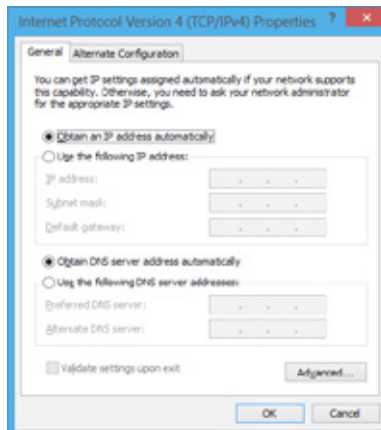 Internet Protocol Version 4 (TCP/IPv4) Properties
General
Alternate Configuration
You can get IP settings assigned automatically if your network supports
this capability. Otherwise, you need to ask your network administrator
for the appropriate IP settings.
Obtain an IP address automatically
Use the following IP address:
IP address:
Subnet mask:
Default gateway:
Obtain DNS server address automatically
Use the following DNS server addresses:
Preferred DNS server:
Alternate DNS server:
Validate settings upon exit
Advanced...
OK
Cancel